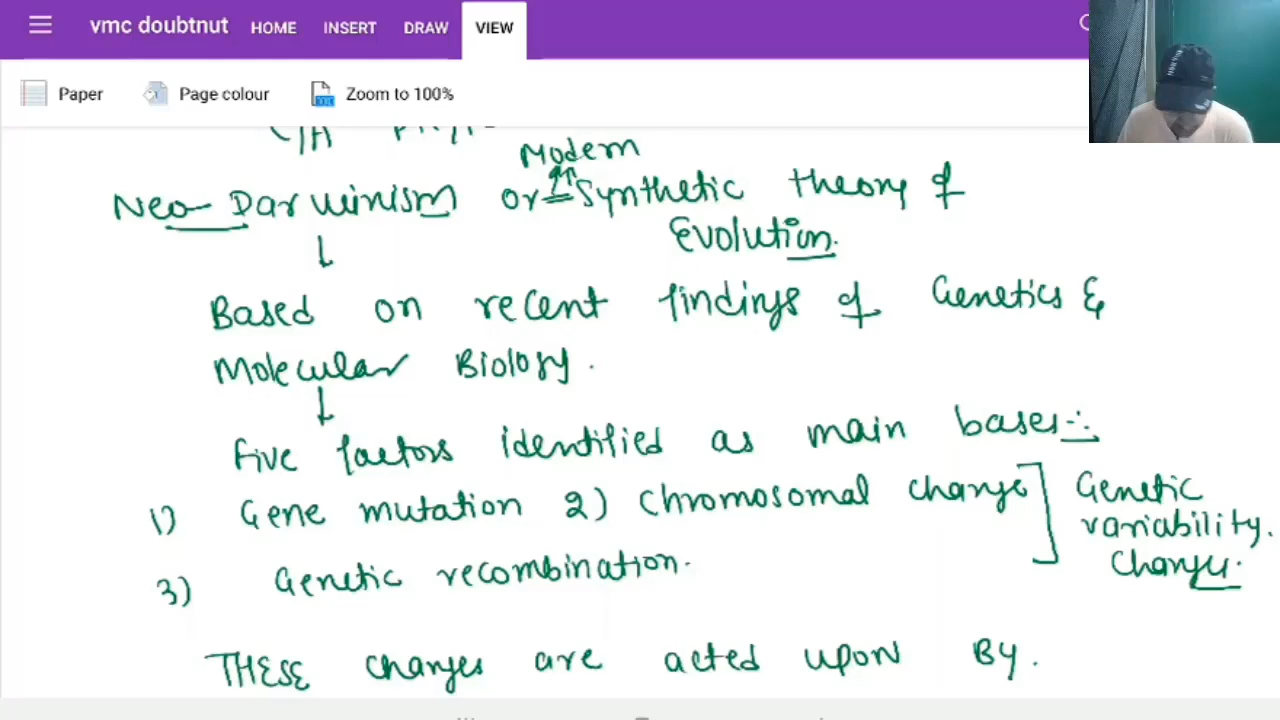 vmc doubtnut HOME INSERT DRAW VIEW
Paper Page colour Zoom to 100%
Modern
Neo-Darwinism or Synthetic theory of
Evolution.
Based on recent findings of Genetics &
Molecular Biology.
Five factors identified as main bases:-
1) Gene mutation 2) Chromosomal change
Genetic
variability.
Changes.
3) Genetic recombination.
THESE changes are acted upon By.